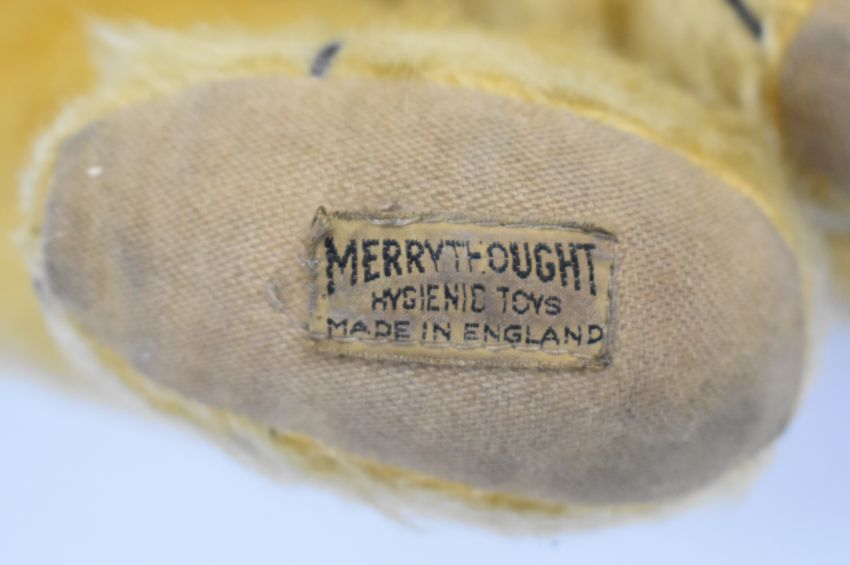 MERRYTHOUGHT
HYGIENIC TOYS
MADE IN ENGLAND